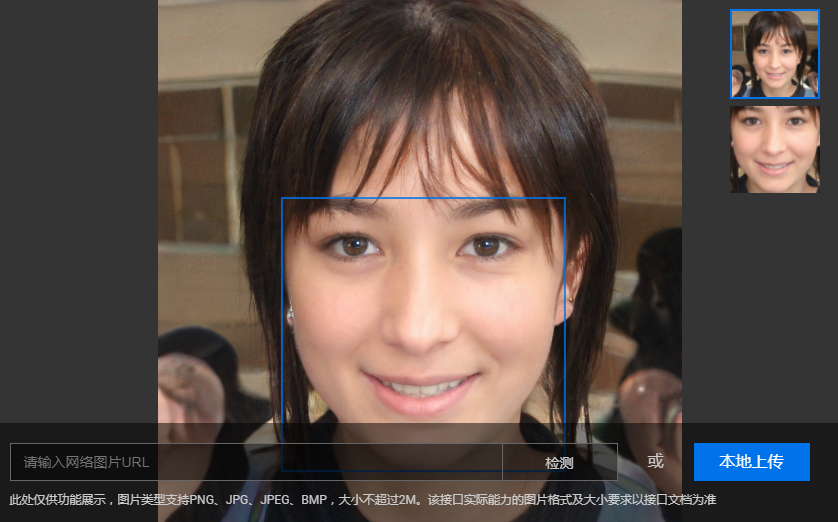 请输入网络图片URL
检测
或
本地上传
此处仅供功能展示，图片类型支持PNG、JPG、JPEG、BMP，大小不超过2M。该接口实际能力的图片格式及大小要求以接口文档为准